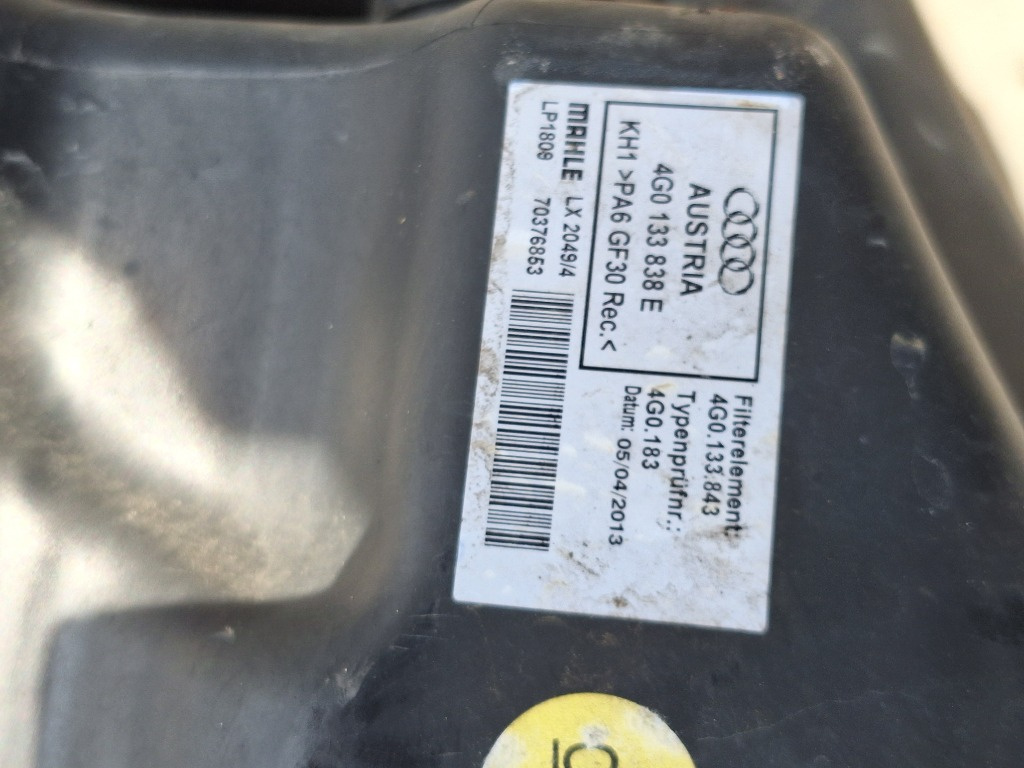 AUSTRIA
4G0 133 838 E
KH1 >PA6 GF30 Rec.<
Filterelement:
4G0.133.843
Typenprüfnr.:
4G0.183
Datum: 05/04/2013
MAHLE LX 2049/4
LP1809 70376853